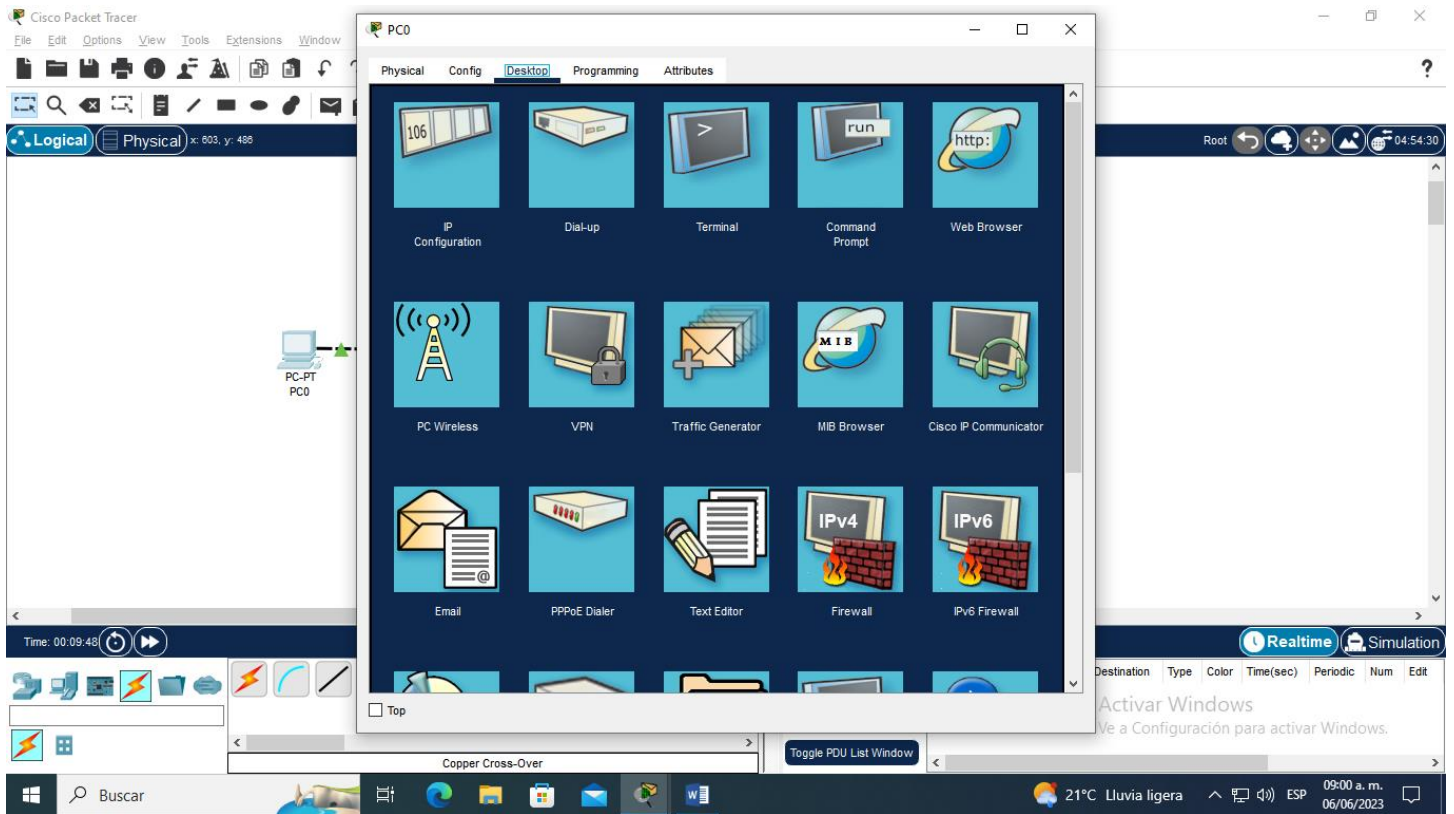 Cisco Packet Tracer
File Edit Options View Tools Extensions Window
PC0
Physical Config Desktop Programming Attributes
?
Logical Physical x: 603, y: 486
Root 04:54:30
106
>
run
http:
IP Configuration
Dial-up
Terminal
Command Prompt
Web Browser
MIB
PC Wireless
VPN
Traffic Generator
MIB Browser
Cisco IP Communicator
PC-PT
PC0
IPv4
IPv6
@
Email
PPPoE Dialer
Text Editor
Firewall
IPv6 Firewall
Time: 00:09:48
Realtime Simulation
Top
Destination Type Color Time(sec) Periodic Num Edit
Activar Windows
Ve a Configuración para activar Windows.
Toggle PDU List Window
Copper Cross-Over
Buscar
21°C Lluvia ligera
ESP
09:00 a. m.
06/06/2023